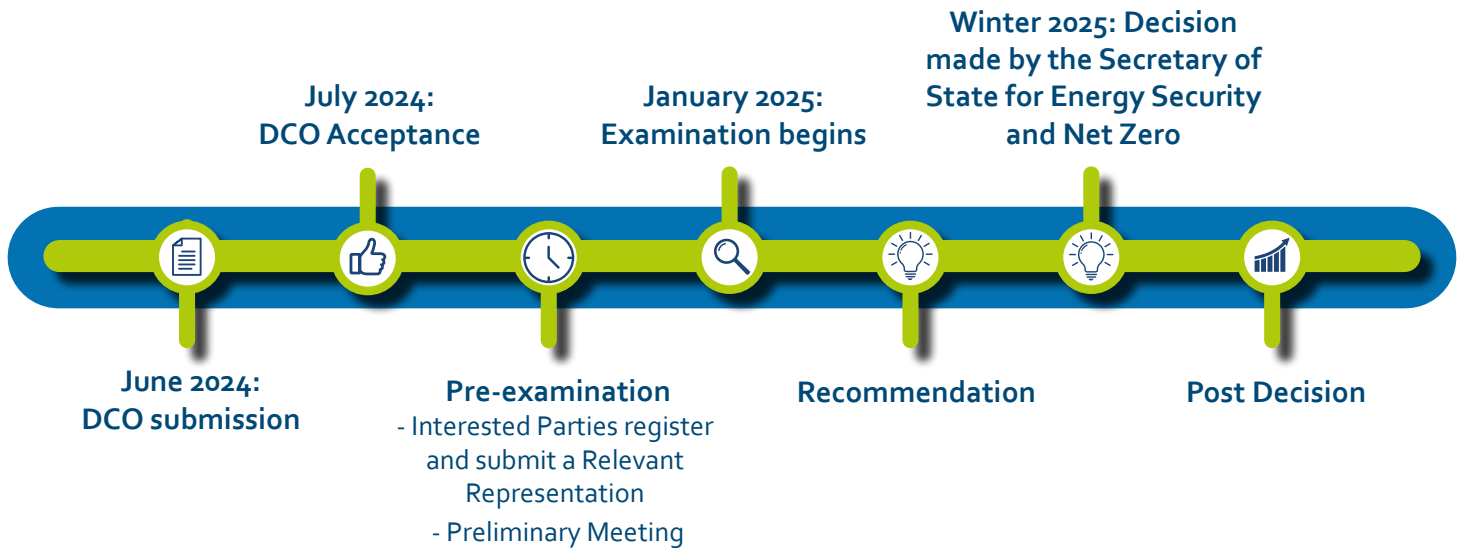 June 2024:
DCO submission
July 2024:
DCO Acceptance
Pre-examination
- Interested Parties register
and submit a Relevant
Representation
- Preliminary Meeting
January 2025:
Examination begins
Recommendation
Winter 2025: Decision
made by the Secretary of
State for Energy Security
and Net Zero
Post Decision